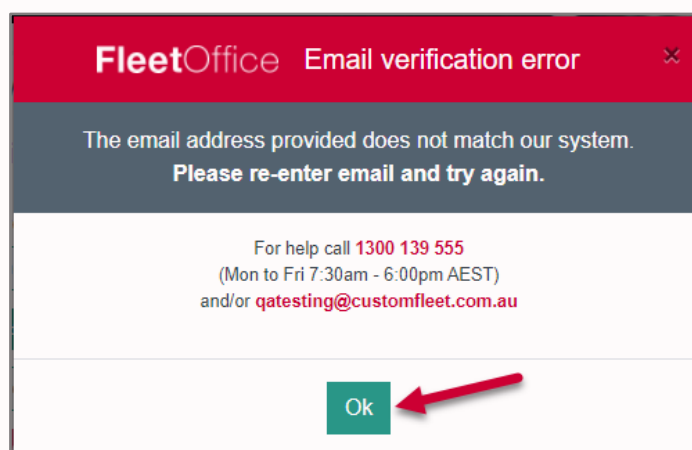 FleetOffice Email verification error ×
The email address provided does not match our system.
Please re-enter email and try again.
For help call 1300 139 555
(Mon to Fri 7:30am - 6:00pm AEST)
and/or qatesting@customfleet.com.au
Ok